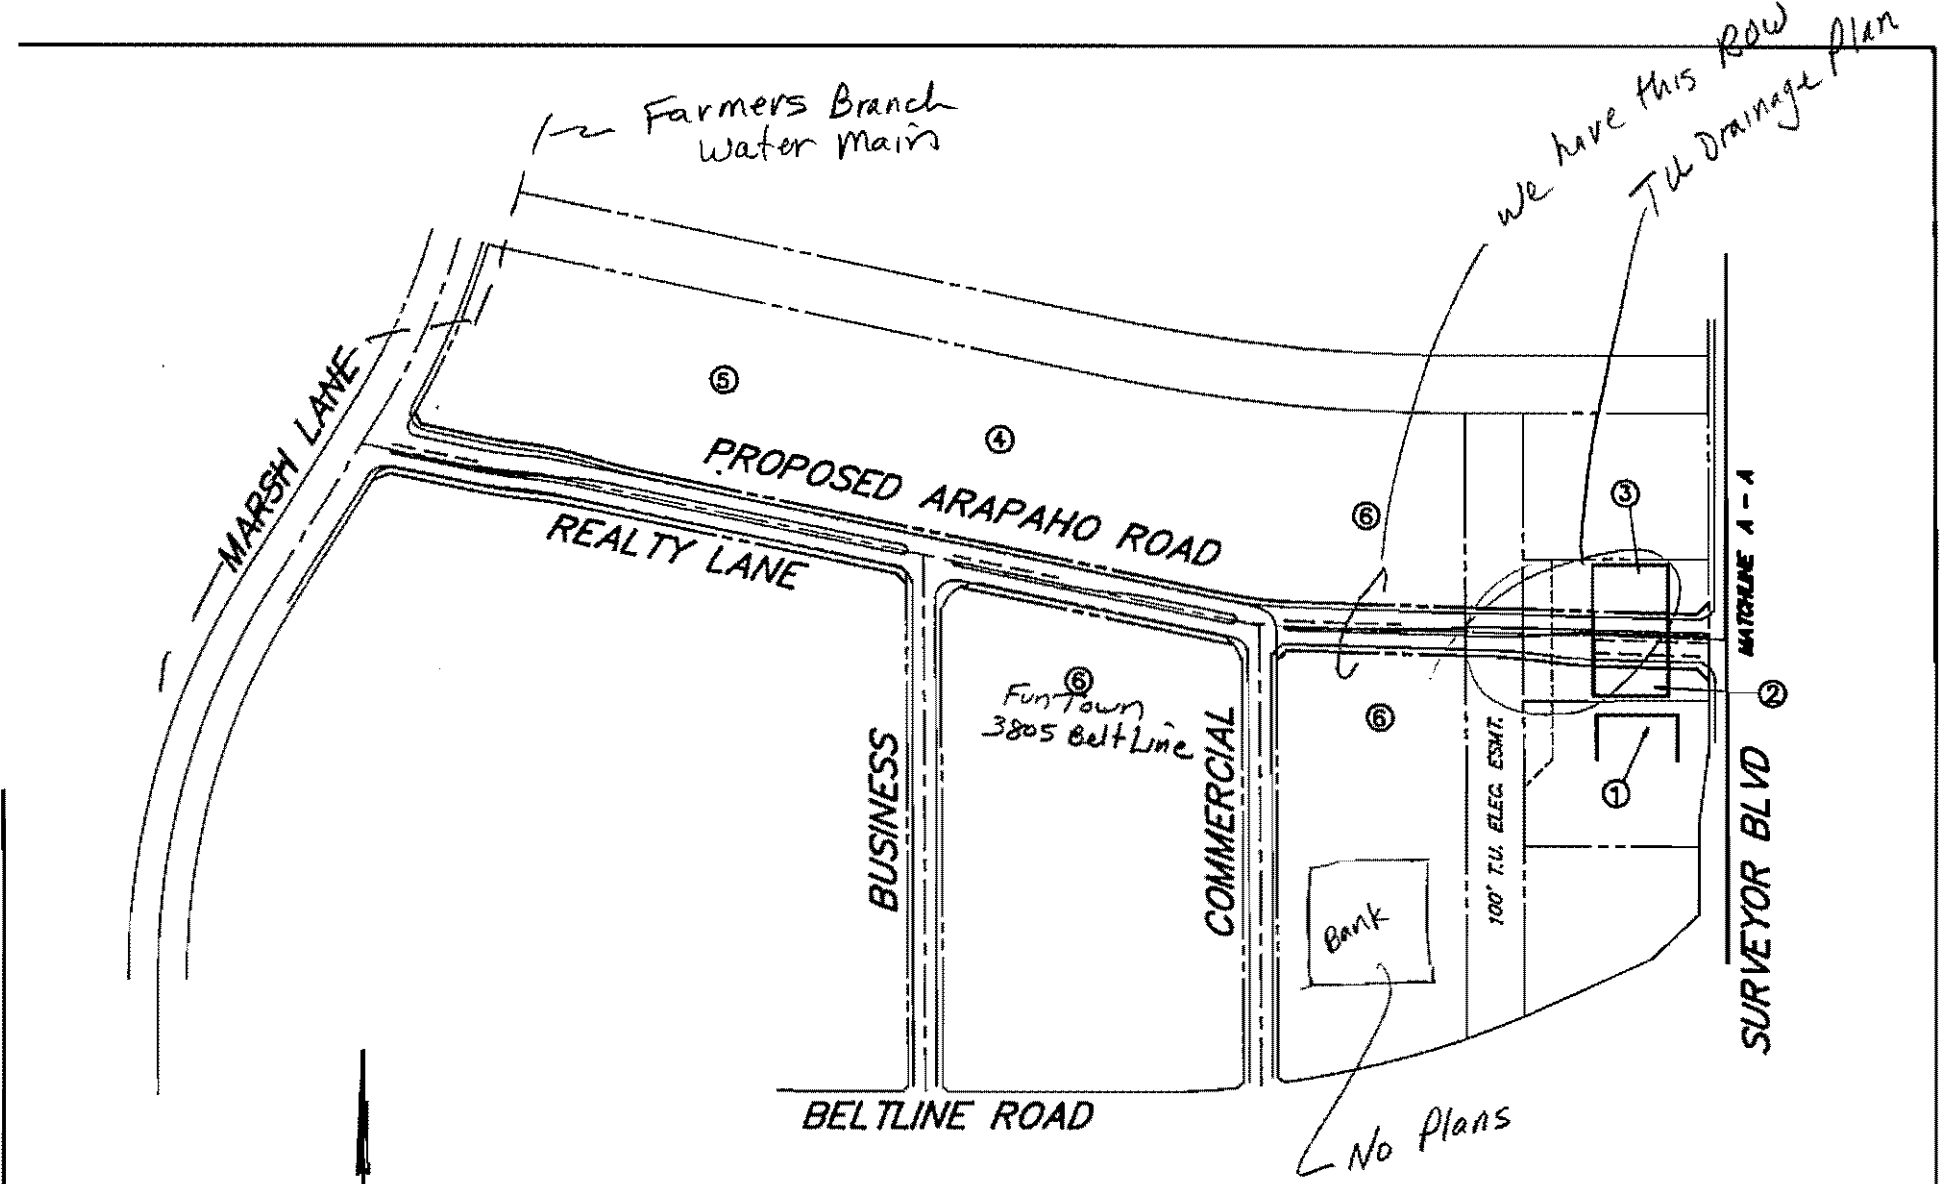 we have this ROW
TU Drainage Plan
Farmers Branch
Water Main
MARSH LANE
⑤
④
PROPOSED ARAPAHO ROAD
REALTY LANE
⑥
③
MATCHLINE A - A
⑥
FunTown
3805 Belt Line
⑥
②
①
BUSINESS
COMMERCIAL
100' T.U. ELEC. ESMT.
SURVEYOR BLVD
Bank
BELTLINE ROAD
No Plans